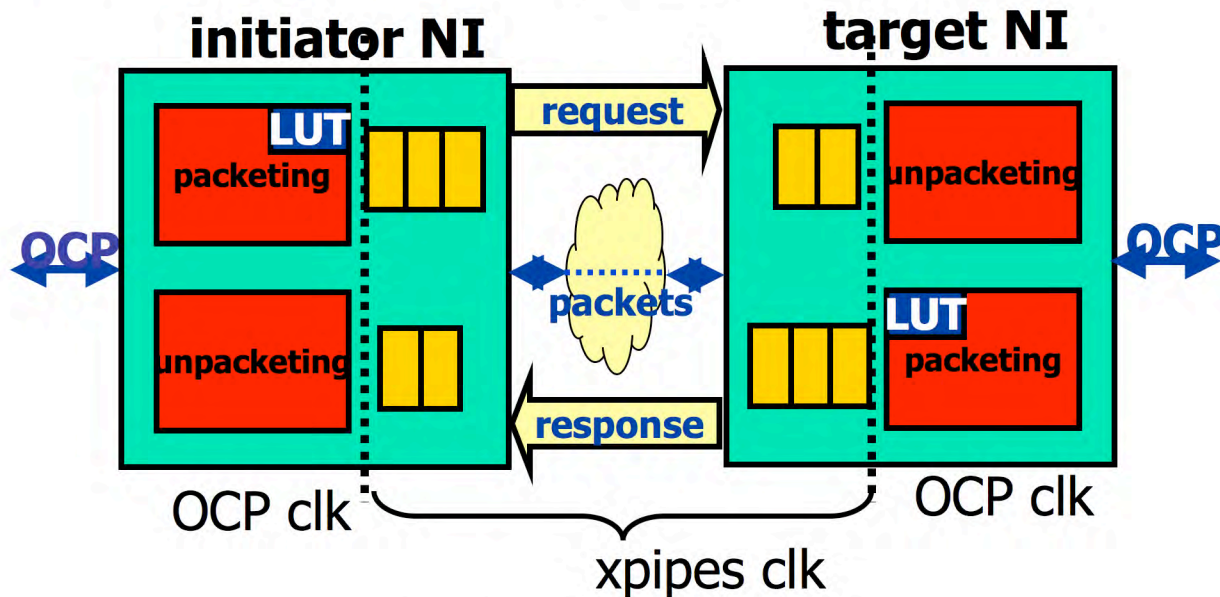 initiator NI
target NI
request
LUT
packeting
unpacketing
OCP
OCP
packets
LUT
unpacketing
packeting
response
OCP clk
OCP clk
xpipes clk